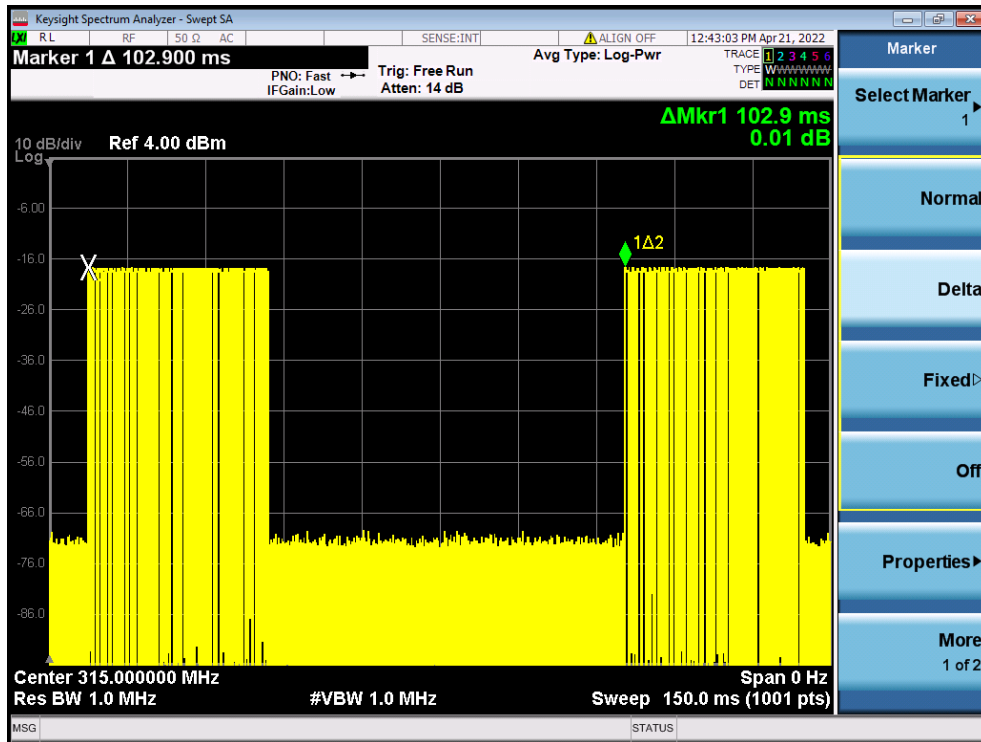 Keysight Spectrum Analyzer - Swept SA
LXI RL RF 50 Ω AC SENSE:INT ALIGN OFF 12:43:03 PM Apr 21, 2022
Marker 1 Δ 102.900 ms
PNO: Fast
IFGain:Low
Trig: Free Run
Atten: 14 dB
Avg Type: Log-Pwr
TRACE 1 2 3 4 5 6
TYPE WWWWWW
DET N N N N N N
ΔMkr1 102.9 ms
0.01 dB
10 dB/div Ref 4.00 dBm
Log
-6.00
-16.0
-26.0
-36.0
-46.0
-56.0
-66.0
-76.0
-86.0
X
1Δ2
Center 315.000000 MHz Span 0 Hz
Res BW 1.0 MHz #VBW 1.0 MHz Sweep 150.0 ms (1001 pts)
MSG STATUS
Marker
Select Marker
1
Normal
Delta
Fixed
Off
Properties
More
1 of 2